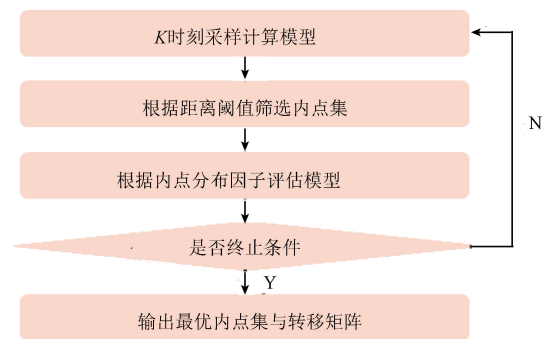 K时刻采样计算模型
根据距离阈值筛选内点集
N
根据内点分布因子评估模型
是否终止条件
Y
输出最优内点集与转移矩阵